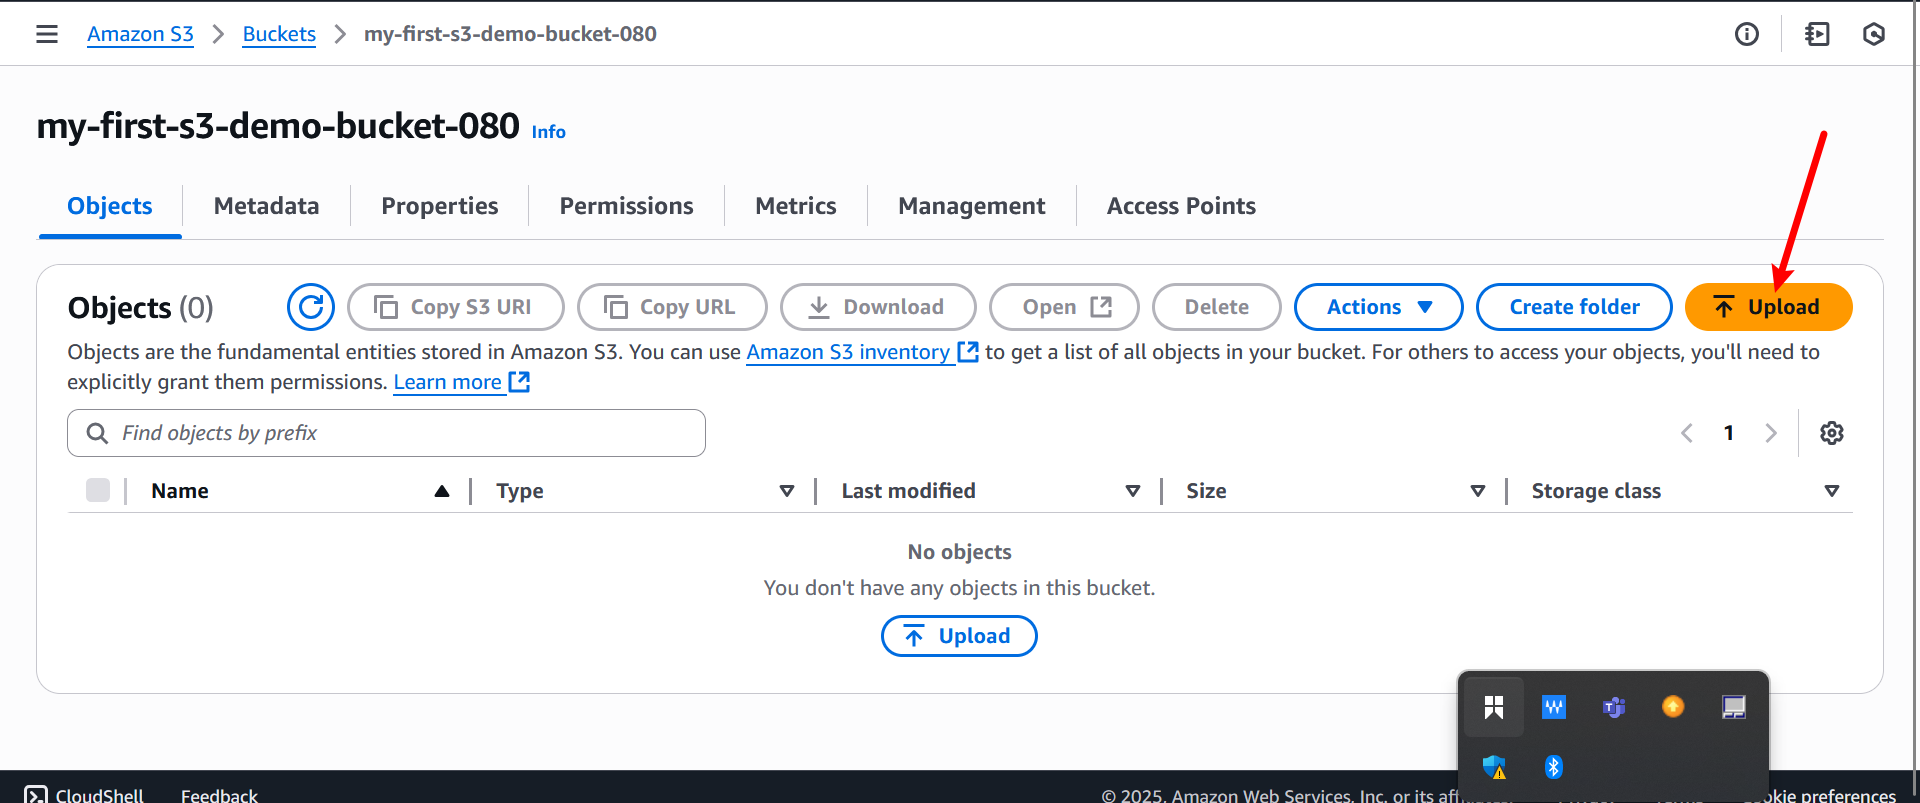 Amazon S3 > Buckets > my-first-s3-demo-bucket-080
my-first-s3-demo-bucket-080 Info
Objects Metadata Properties Permissions Metrics Management Access Points
Objects (0) Copy S3 URI Copy URL Download Open Delete Actions Create folder Upload
Objects are the fundamental entities stored in Amazon S3. You can use Amazon S3 inventory to get a list of all objects in your bucket. For others to access your objects, you'll need to
explicitly grant them permissions. Learn more
Find objects by prefix
1
Name Type Last modified Size Storage class
No objects
You don't have any objects in this bucket.
Upload
CloudShell Feedback © 2025, Amazon Web Services, Inc. or its preferences